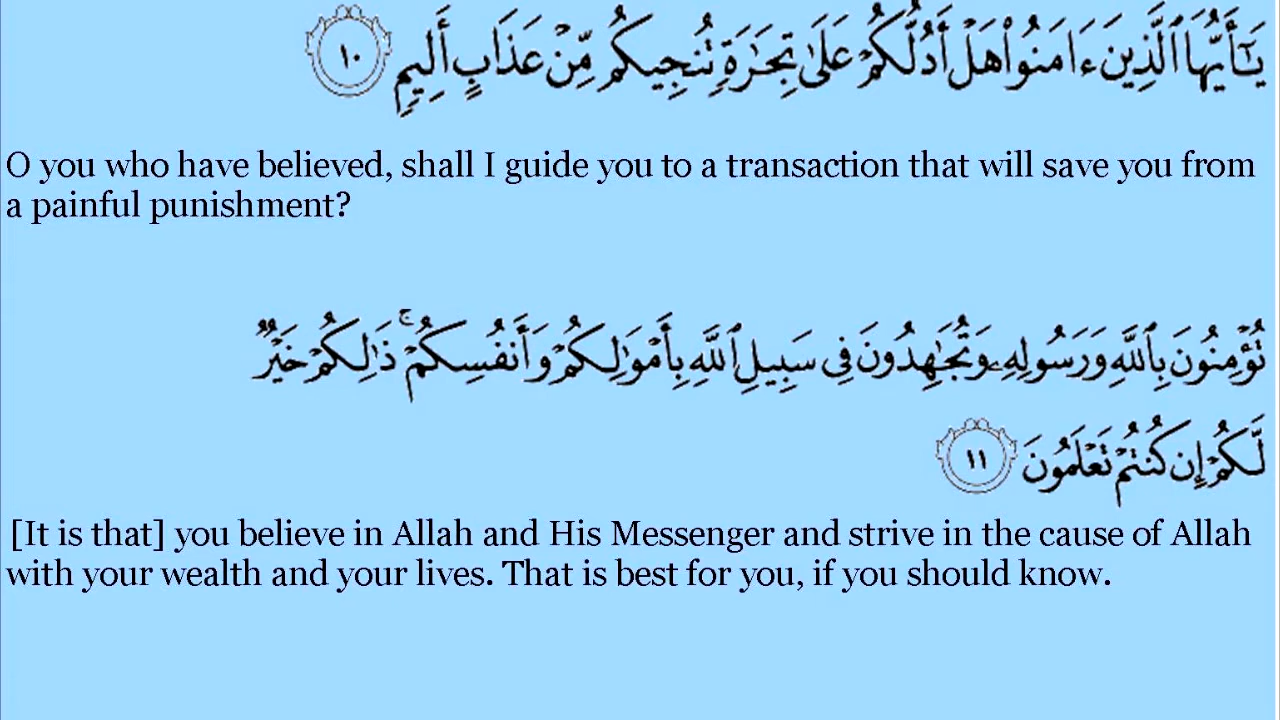 يَٰٓأَيُّهَا ٱلَّذِينَ ءَامَنُوا۟ هَلْ أَدُلُّكُمْ عَلَىٰ تِجَٰرَةٍ تُنجِيكُم مِّنْ عَذَابٍ أَلِيمٍ ١٠
O you who have believed, shall I guide you to a transaction that will save you from
a painful punishment?
تُؤْمِنُونَ بِٱللَّهِ وَرَسُولِهِۦ وَتُجَٰهِدُونَ فِى سَبِيلِ ٱللَّهِ بِأَمْوَٰلِكُمْ وَأَنفُسِكُمْ ۚ ذَٰلِكُمْ خَيْرٌ
لَّكُمْ إِن كُنتُمْ تَعْلَمُونَ ١١
[It is that] you believe in Allah and His Messenger and strive in the cause of Allah
with your wealth and your lives. That is best for you, if you should know.